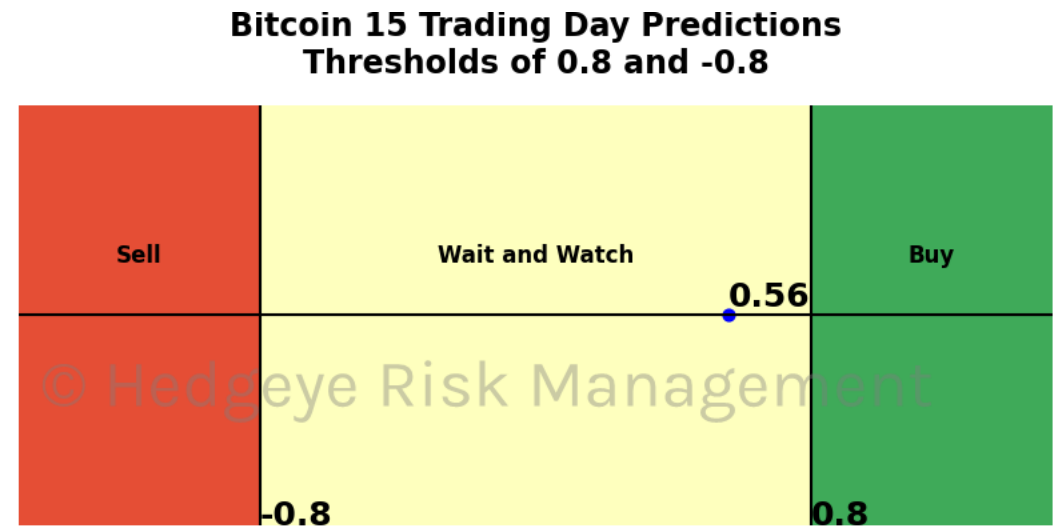 Bitcoin 15 Trading Day Predictions
Thresholds of 0.8 and -0.8
Sell
Wait and Watch
Buy
0.56
© Hedgeye Risk Management
-0.8
0.8